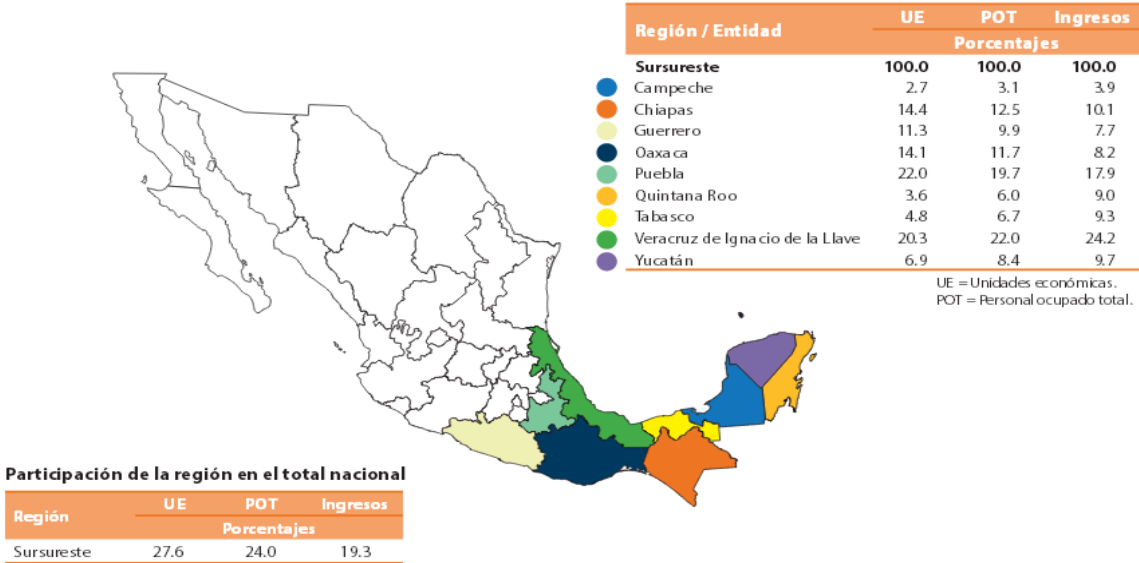 Región / Entidad UE POT Ingresos
Porcentajes
Sursureste 100.0 100.0 100.0
Campeche 2.7 3.1 3.9
Chiapas 14.4 12.5 10.1
Guerrero 11.3 9.9 7.7
Oaxaca 14.1 11.7 8.2
Puebla 22.0 19.7 17.9
Quintana Roo 3.6 6.0 9.0
Tabasco 4.8 6.7 9.3
Veracruz de Ignacio de la Llave 20.3 22.0 24.2
Yucatán 6.9 8.4 9.7
UE = Unidades económicas.
POT = Personal ocupado total.
Participación de la región en el total nacional
Región UE POT Ingresos
Porcentajes
Sursureste 27.6 24.0 19.3